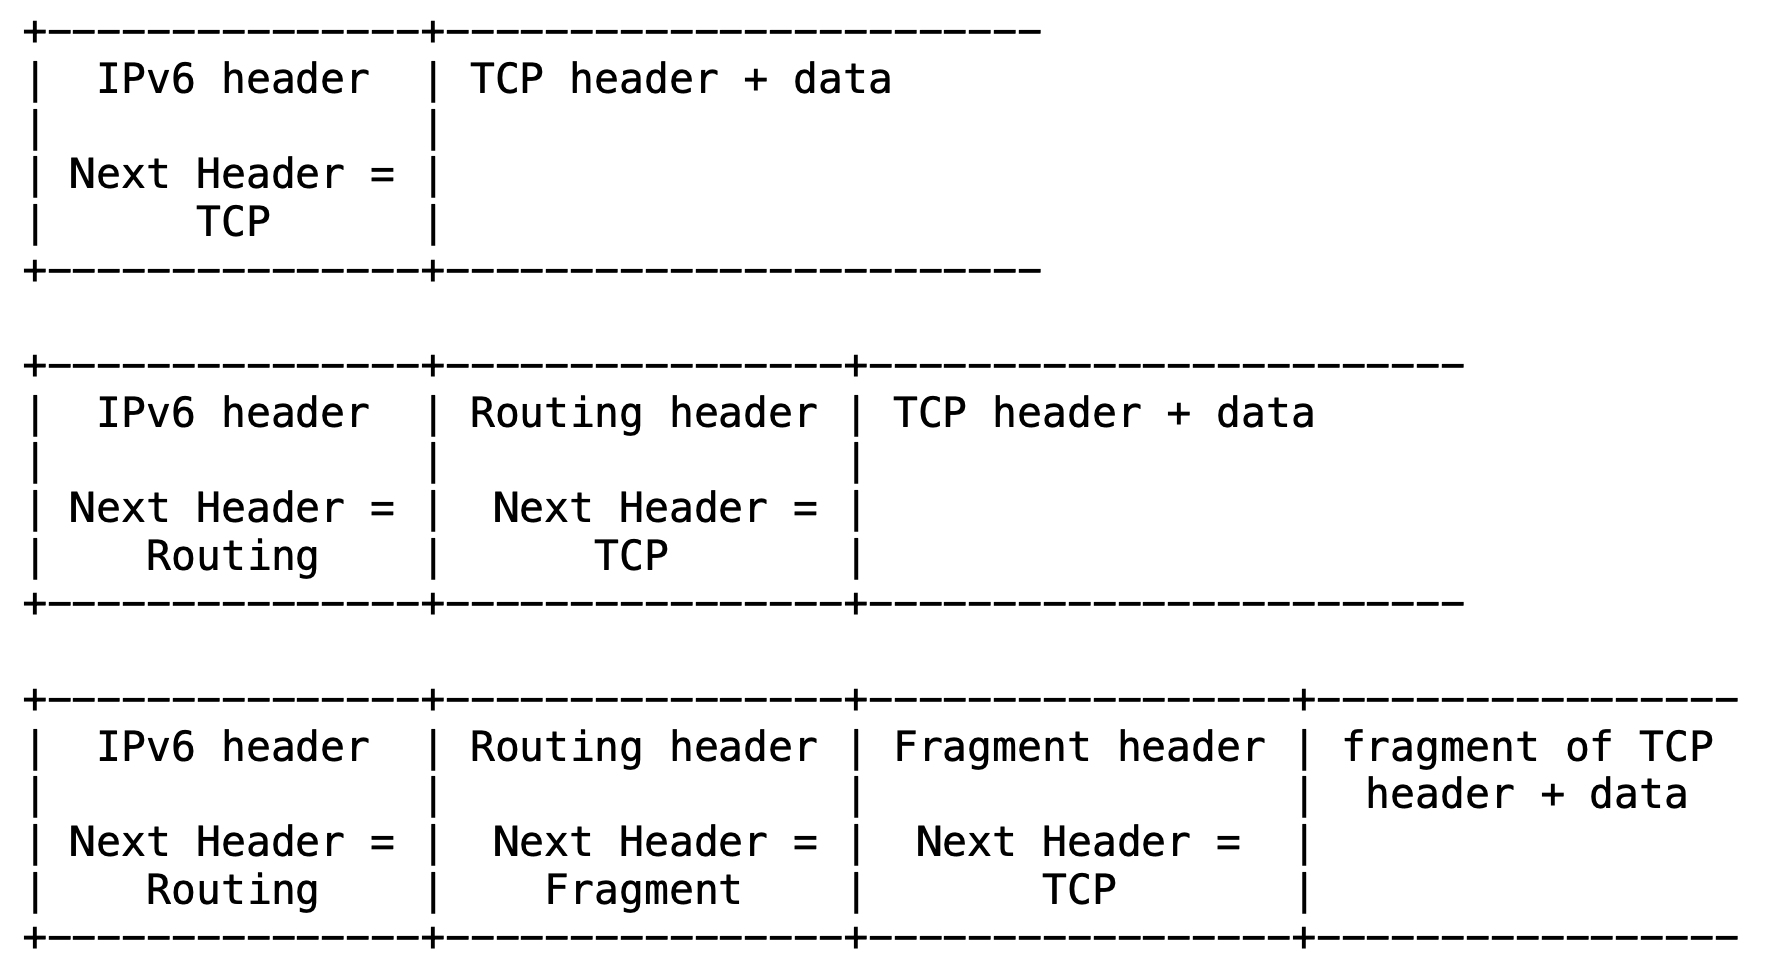 +---------------+------------------------
|  IPv6 header  | TCP header + data
|               |
| Next Header = |
|      TCP      |
+---------------+------------------------

+---------------+----------------+------------------------
|  IPv6 header  | Routing header | TCP header + data
|               |                |
| Next Header = |  Next Header = |
|    Routing    |      TCP       |
+---------------+----------------+------------------------

+---------------+----------------+-----------------+-----------------
|  IPv6 header  | Routing header | Fragment header | fragment of TCP
|               |                |                 |  header + data
| Next Header = |  Next Header = |  Next Header =  |
|    Routing    |    Fragment    |       TCP       |
+---------------+----------------+-----------------+-----------------